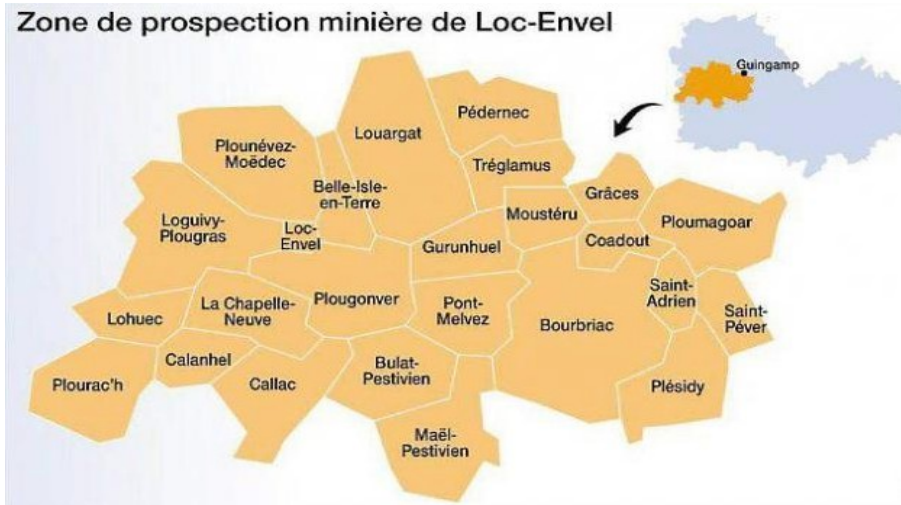 Zone de prospection minière de Loc-Envel
Guingamp
Pédernec
Louargat
Plounévez-
Moëdec
Tréglamus
Belle-Isle-
en-Terre
Grâces
Moustéru
Ploumagoar
Loguivy-
Plougras
Loc-
Envel
Gurunhuel
Coadout
Saint-
Adrien
La Chapelle-
Neuve
Plougonver
Pont-
Melvez
Saint-
Péver
Lohuec
Bourbriac
Calanhel
Bulat-
Pestivien
Plourac'h
Callac
Plésidy
Maël-
Pestivien